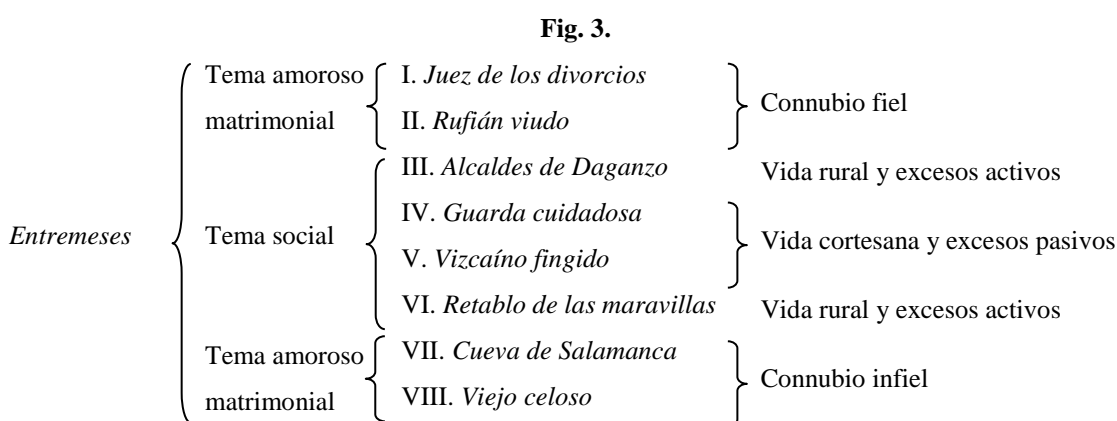 Fig. 3.
Tema amoroso
matrimonial
I. Juez de los divorcios
II. Rufián viudo
Connubio fiel
Entremeses
Tema social
III. Alcaldes de Daganzo
Vida rural y excesos activos
IV. Guarda cuidadosa
V. Vizcaíno fingido
Vida cortesana y excesos pasivos
VI. Retablo de las maravillas
Vida rural y excesos activos
Tema amoroso
matrimonial
VII. Cueva de Salamanca
VIII. Viejo celoso
Connubio infiel